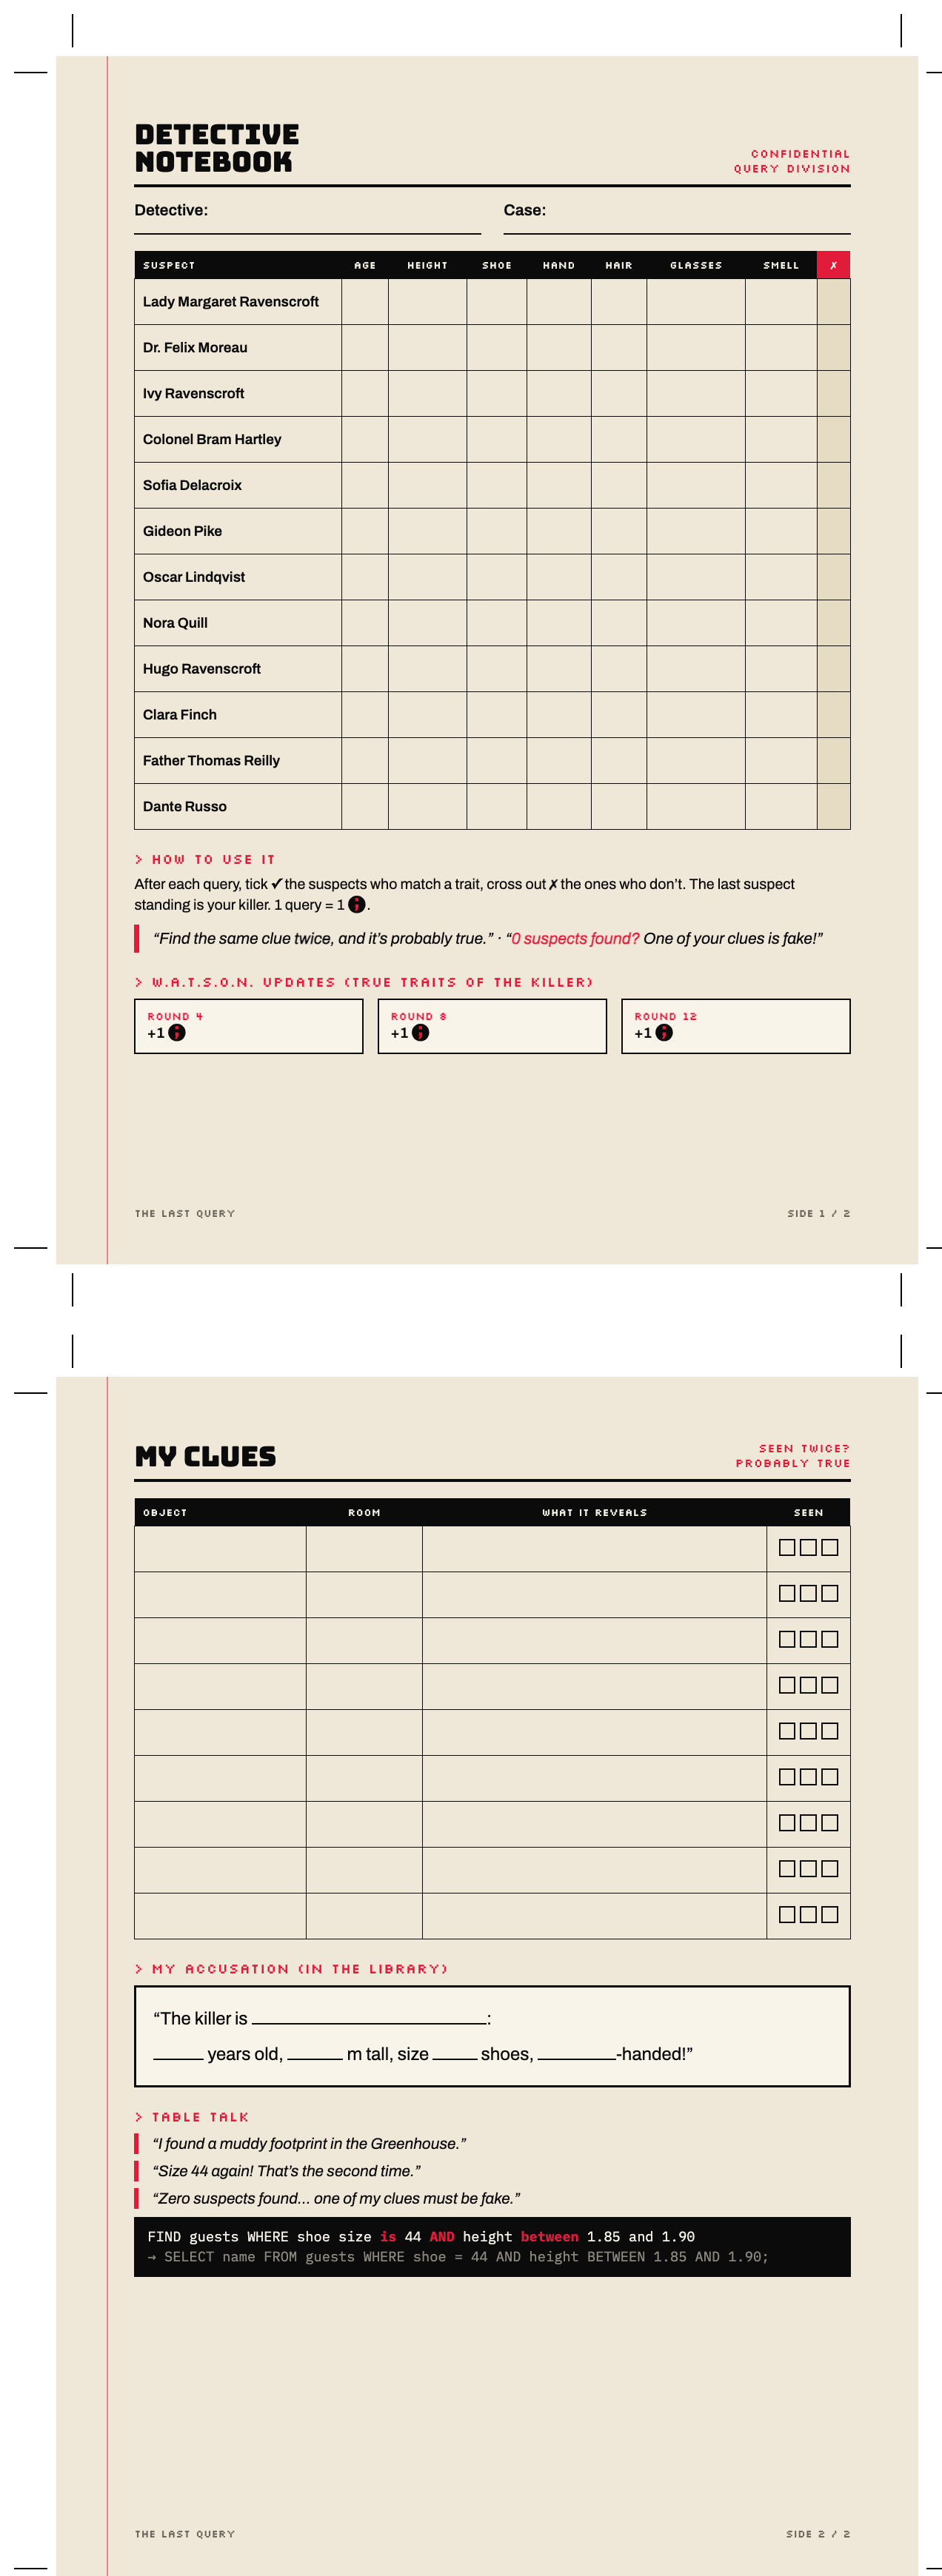 DETECTIVE
NOTEBOOK
CONFIDENTIAL
QUERY DIVISION
Detective:
Case:
SUSPECT AGE HEIGHT SHOE HAND HAIR GLASSES SMELL ✗
Lady Margaret Ravenscroft
Dr. Felix Moreau
Ivy Ravenscroft
Colonel Bram Hartley
Sofia Delacroix
Gideon Pike
Oscar Lindqvist
Nora Quill
Hugo Ravenscroft
Clara Finch
Father Thomas Reilly
Dante Russo
> HOW TO USE IT
After each query, tick ✓ the suspects who match a trait, cross out ✗ the ones who don’t. The last suspect
standing is your killer. 1 query = 1 ; .
“Find the same clue twice, and it’s probably true.” · “0 suspects found? One of your clues is fake!”
> W.A.T.S.O.N. UPDATES (TRUE TRAITS OF THE KILLER)
ROUND 4
+1 ;
ROUND 8
+1 ;
ROUND 12
+1 ;
THE LAST QUERY
SIDE 1 / 2
MY CLUES
SEEN TWICE?
PROBABLY TRUE
OBJECT ROOM WHAT IT REVEALS SEEN
> MY ACCUSATION (IN THE LIBRARY)
“The killer is ____________________:
_____ years old, _____ m tall, size _____ shoes, ________-handed!”
> TABLE TALK
“I found a muddy footprint in the Greenhouse.”
“Size 44 again! That’s the second time.”
“Zero suspects found… one of my clues must be fake.”
FIND guests WHERE shoe size is 44 AND height between 1.85 and 1.90
→ SELECT name FROM guests WHERE shoe = 44 AND height BETWEEN 1.85 AND 1.90;
THE LAST QUERY
SIDE 2 / 2